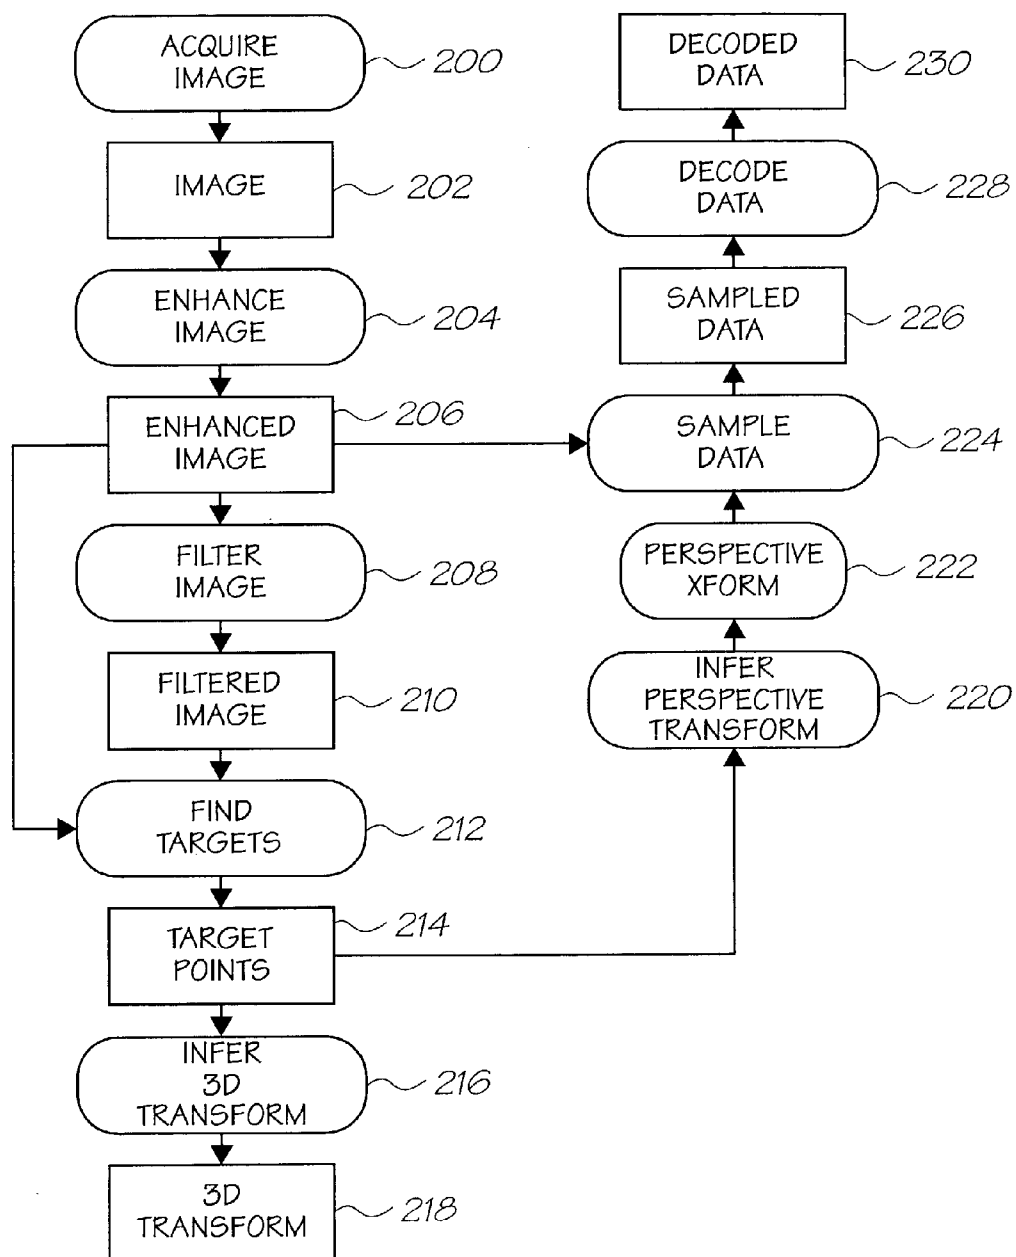 ACQUIRE
IMAGE
200
IMAGE
202
ENHANCE
IMAGE
204
ENHANCED
IMAGE
206
FILTER
IMAGE
208
FILTERED
IMAGE
210
FIND
TARGETS
212
TARGET
POINTS
214
INFER
3D
TRANSFORM
216
3D
TRANSFORM
218
DECODED
DATA
230
DECODE
DATA
228
SAMPLED
DATA
226
SAMPLE
DATA
224
PERSPECTIVE
XFORM
222
INFER
PERSPECTIVE
TRANSFORM
220